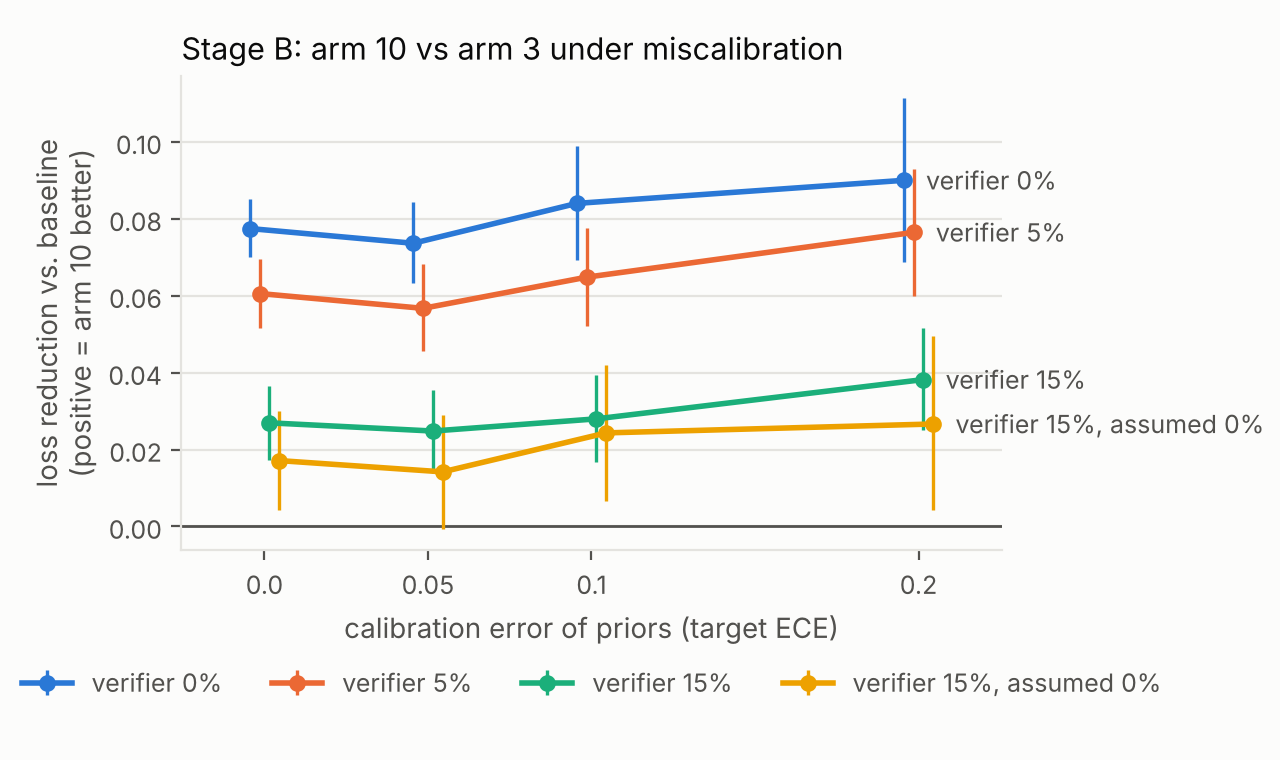 Stage B: arm 10 vs arm 3 under miscalibration
loss reduction vs. baseline
(positive = arm 10 better)
0.10
0.08
0.06
0.04
0.02
0.00
verifier 0%
verifier 5%
verifier 15%
verifier 15%, assumed 0%
0.0
0.05
0.1
0.2
calibration error of priors (target ECE)
verifier 0%
verifier 5%
verifier 15%
verifier 15%, assumed 0%